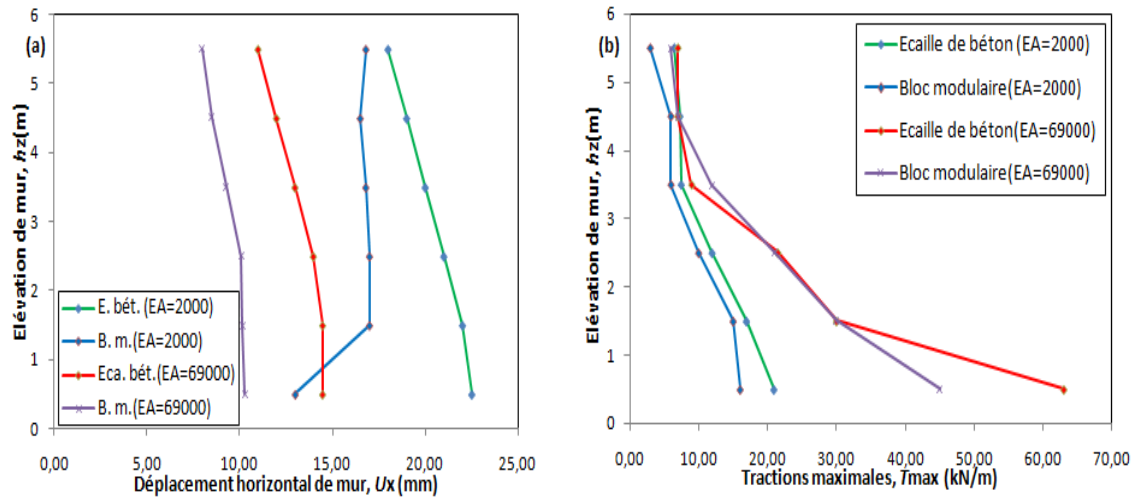 (a)
Elévation de mur, hz(m)
6
5
4
3
2
1
0
E. bét. (EA=2000)
B. m.(EA=2000)
Eca. bét. (EA=69000)
B. m.(EA=69000)
0,00 5,00 10,00 15,00 20,00 25,00
Déplacement horizontal de mur, Ux (mm)
(b)
Elévation de mur, hz(m)
6
5
4
3
2
1
0
Ecaille de béton (EA=2000)
Bloc modulaire(EA=2000)
Ecaille de béton(EA=69000)
Bloc modulaire(EA=69000)
0,00 10,00 20,00 30,00 40,00 50,00 60,00 70,00
Tractions maximales, Tmax (kN/m)